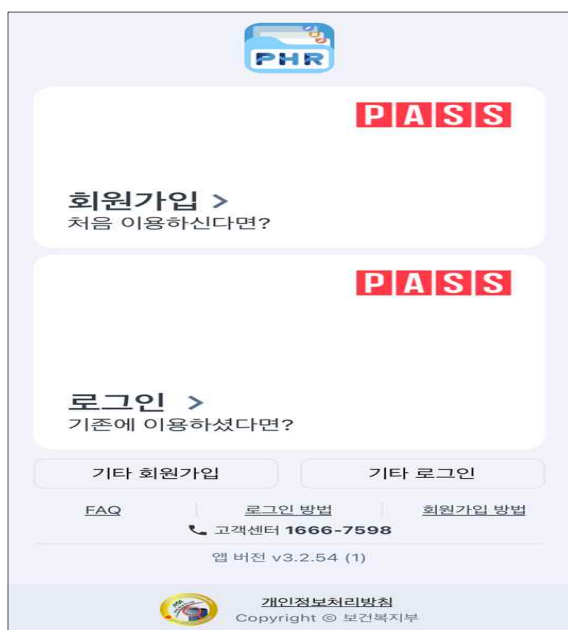 PHR
PASS
회원가입 >
처음 이용하신다면?
PASS
로그인 >
기존에 이용하셨다면?
기타 회원가입 기타 로그인
FAQ 로그인 방법 회원가입 방법
고객센터 1666-7598
앱 버전 v3.2.54 (1)
개인정보처리방침
Copyright © 보건복지부